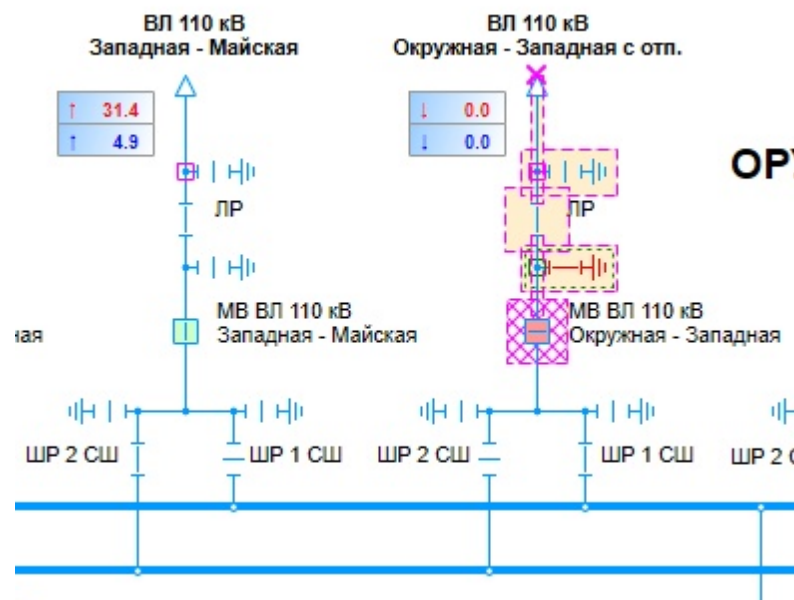 ВЛ 110 кВ
Западная - Майская
ВЛ 110 кВ
Окружная - Западная с отп.
↑ 31.4
↑ 4.9
↓ 0.0
↓ 0.0
ОРУ
ЛР
ЛР
МВ ВЛ 110 кВ
Западная - Майская
МВ ВЛ 110 кВ
Окружная - Западная
ная
ШР 2 СШ
ШР 1 СШ
ШР 2 СШ
ШР 1 СШ
ШР 2